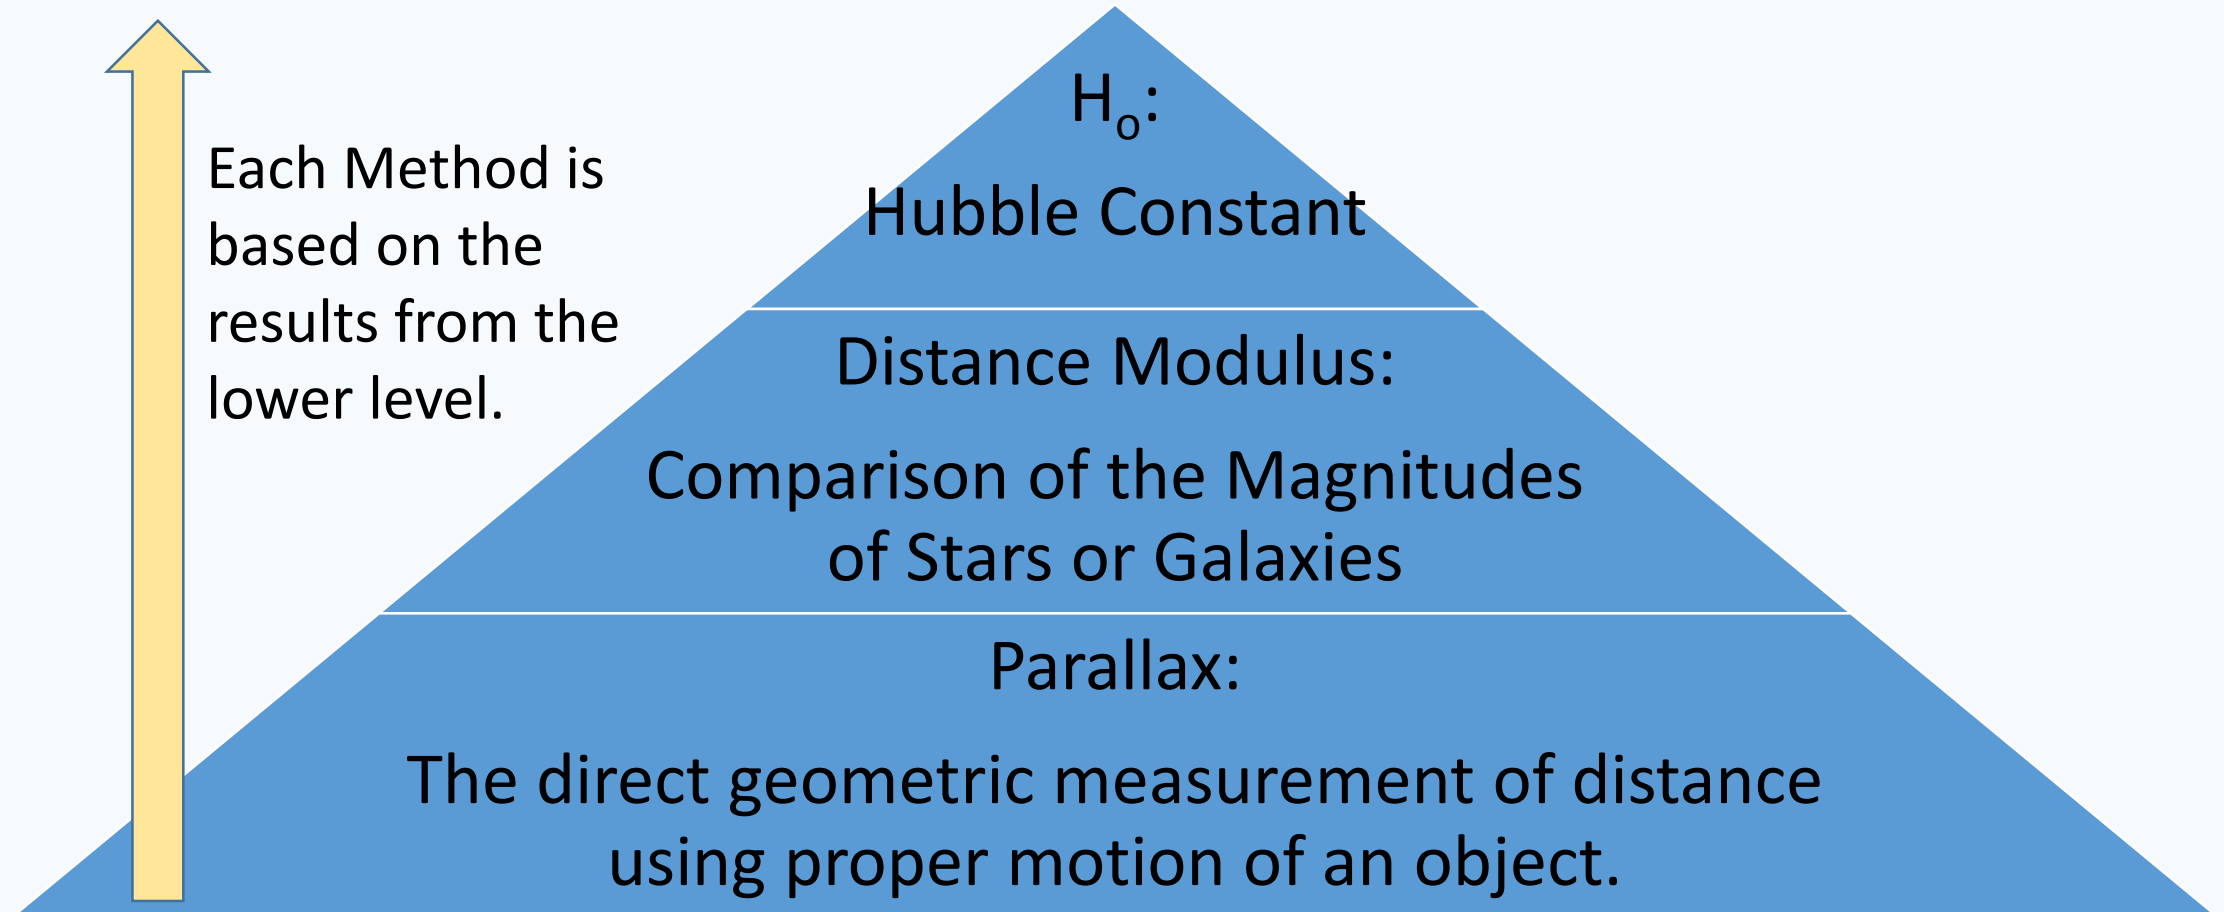 Each Method is
based on the
results from the
lower level.
Hₒ:
Hubble Constant
Distance Modulus:
Comparison of the Magnitudes
of Stars or Galaxies
Parallax:
The direct geometric measurement of distance
using proper motion of an object.